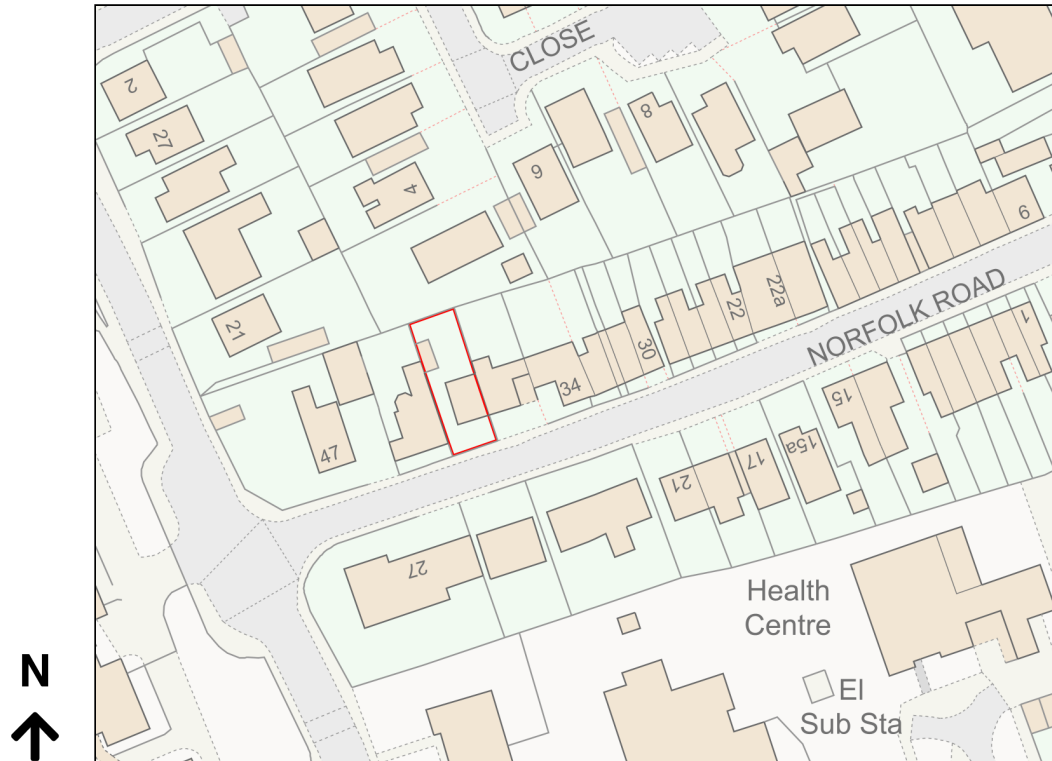 CLOSE
2
27
8
4
6
9
22a
22
21
NORFOLK ROAD
30
1
34
15
47
15a
17
21
27
Health
Centre
N
El
Sub Sta